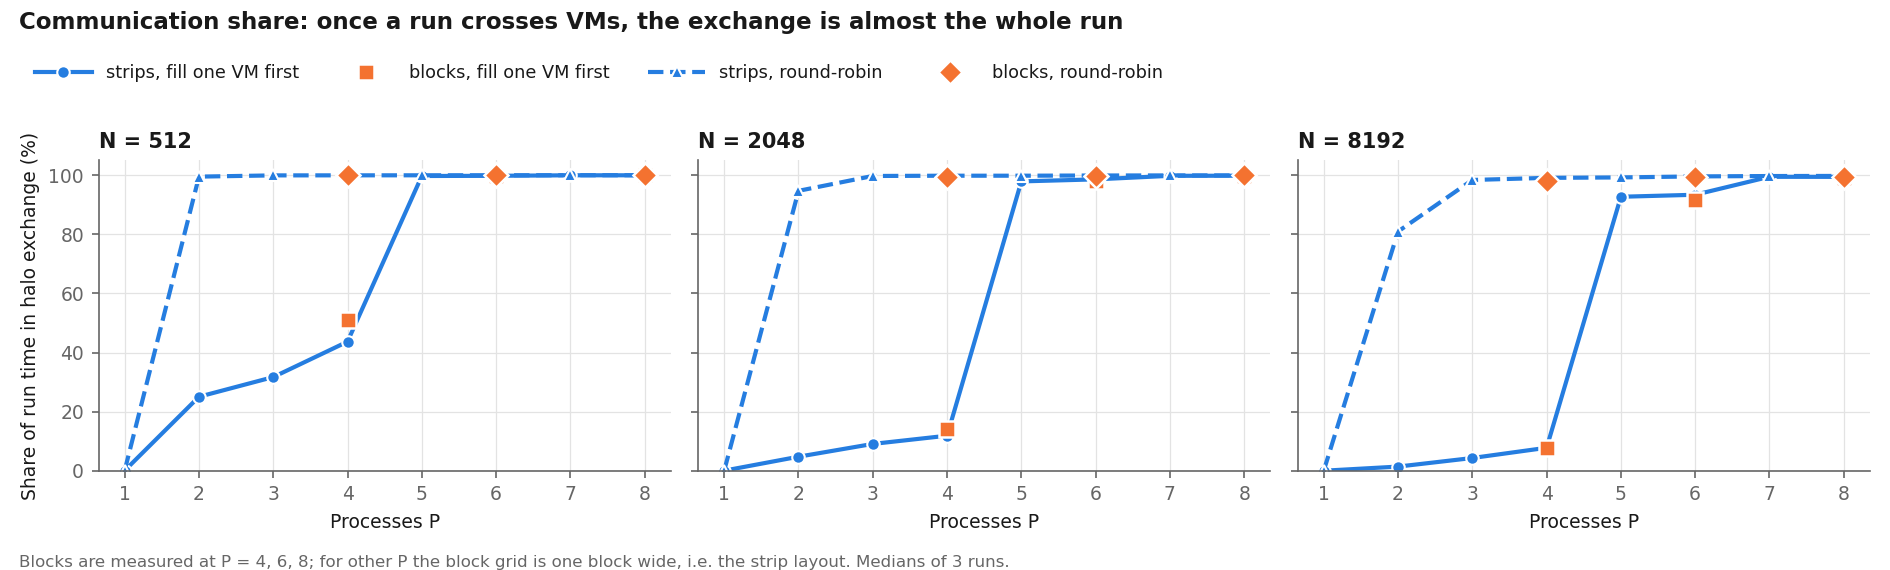 Communication share: once a run crosses VMs, the exchange is almost the whole run
strips, fill one VM first
blocks, fill one VM first
strips, round-robin
blocks, round-robin
Share of run time in halo exchange (%)
N = 512
100
80
60
40
20
0
1 2 3 4 5 6 7 8
Processes P
N = 2048
1 2 3 4 5 6 7 8
Processes P
N = 8192
1 2 3 4 5 6 7 8
Processes P
Blocks are measured at P = 4, 6, 8; for other P the block grid is one block wide, i.e. the strip layout. Medians of 3 runs.